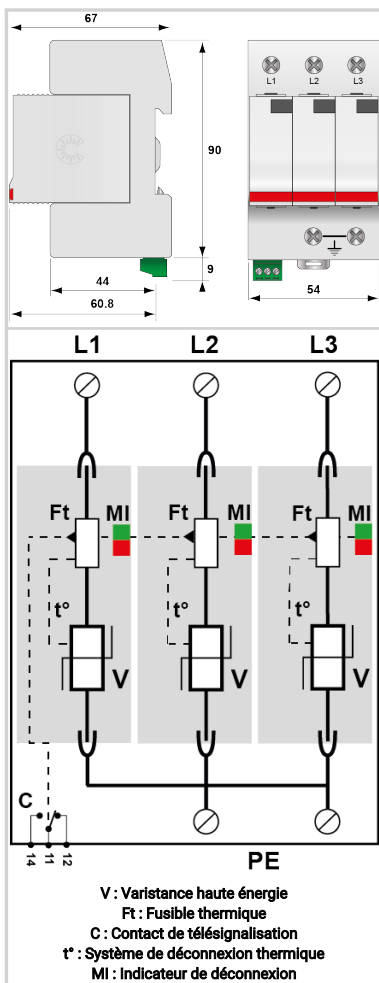 67
L1 L2 L3
90
9
44
60.8
54
L1 L2 L3
Ft MI Ft MI Ft MI
t° t° t°
V V V
C
14 11 12
PE
V : Varistance haute énergie
Ft : Fusible thermique
C : Contact de télésignalisation
t° : Système de déconnexion thermique
MI : Indicateur de déconnexion